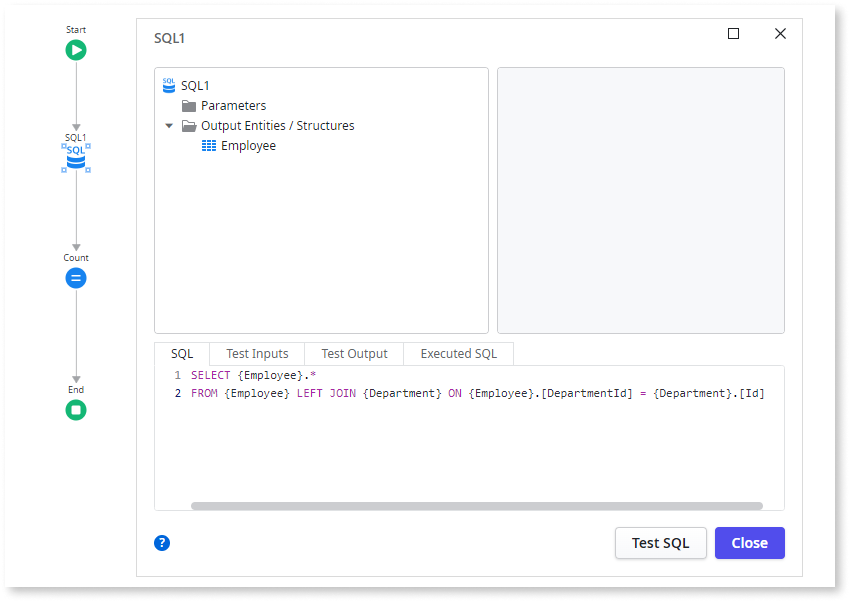 Start
SQL1
SQL
Count
End
SQL1
SQL SQL1
Parameters
Output Entities / Structures
Employee
SQL Test Inputs Test Output Executed SQL
1 SELECT {Employee}.*
2 FROM {Employee} LEFT JOIN {Department} ON {Employee}.[DepartmentId] = {Department}.[Id]
? Test SQL Close